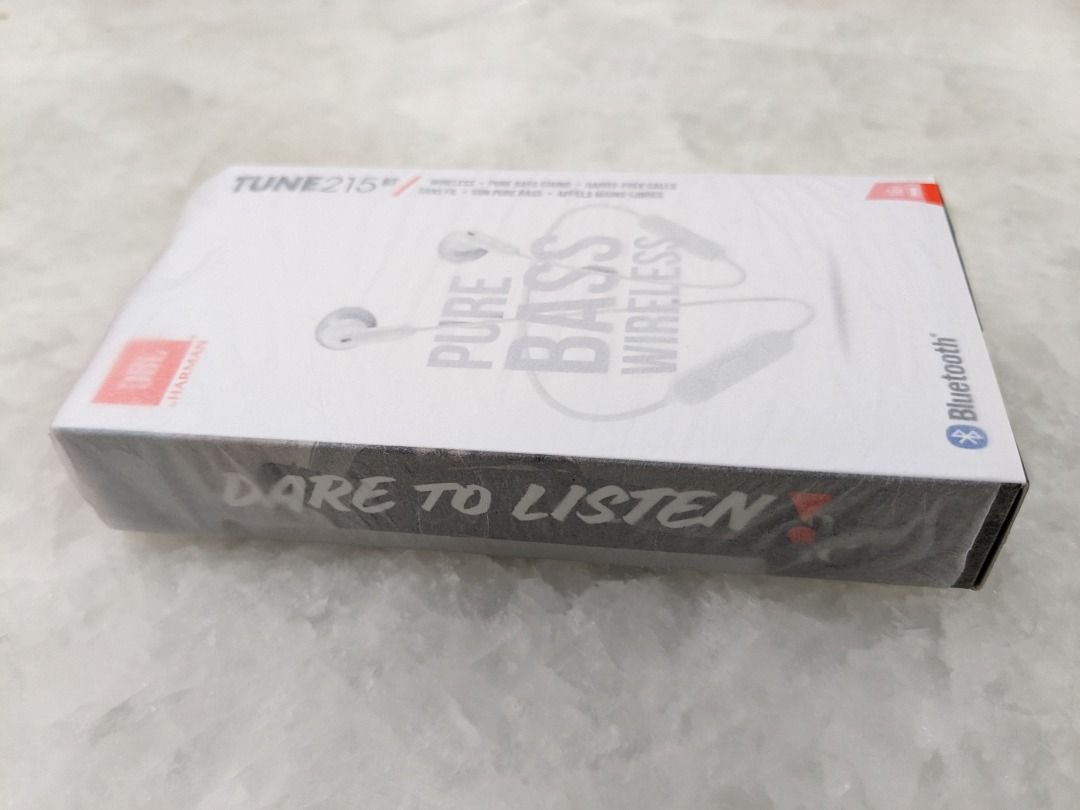 TUNE215BT/
WIRELESS • PURE BASS SOUND • HANDS-FREE CALLS
SANS FIL • SON PURE BASS • APPELS MAINS-LIBRES
PURE
BASS
WIRELESS
JBL
by HARMAN
Bluetooth®
DARE TO LISTEN!